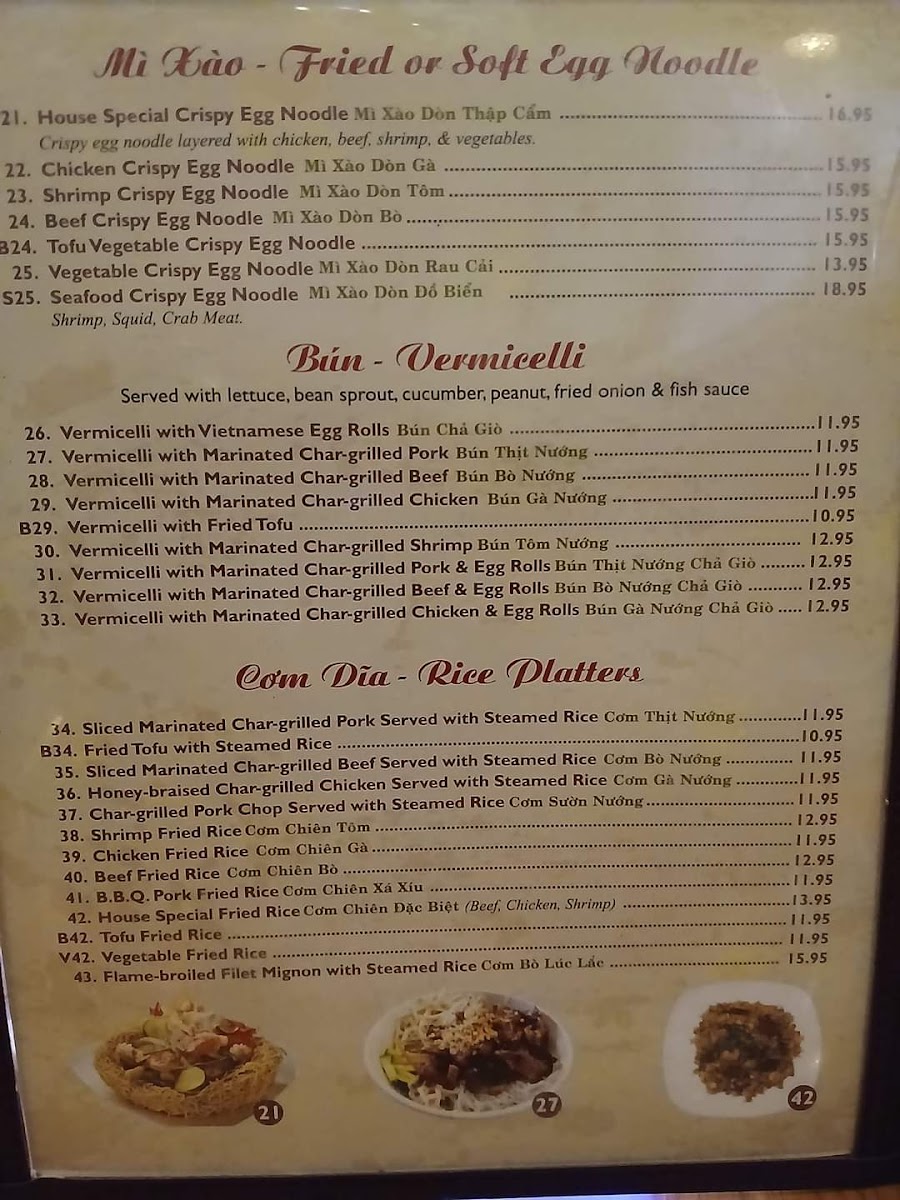 Mì Xào - Fried or Soft Egg Noodle
21. House Special Crispy Egg Noodle Mì Xào Dòn Thập Cẩm ........ 16.95
Crispy egg noodle layered with chicken, beef, shrimp, & vegetables.
22. Chicken Crispy Egg Noodle Mì Xào Dòn Gà ........ 15.95
23. Shrimp Crispy Egg Noodle Mì Xào Dòn Tôm ........ 15.95
24. Beef Crispy Egg Noodle Mì Xào Dòn Bò ........ 15.95
B24. Tofu Vegetable Crispy Egg Noodle ........ 15.95
25. Vegetable Crispy Egg Noodle Mì Xào Dòn Rau Cải ........ 13.95
S25. Seafood Crispy Egg Noodle Mì Xào Dòn Đồ Biển ........ 18.95
Shrimp, Squid, Crab Meat.
Bún - Vermicelli
Served with lettuce, bean sprout, cucumber, peanut, fried onion & fish sauce
26. Vermicelli with Vietnamese Egg Rolls Bún Chả Giò ........ 11.95
27. Vermicelli with Marinated Char-grilled Pork Bún Thịt Nướng ........ 11.95
28. Vermicelli with Marinated Char-grilled Beef Bún Bò Nướng ........ 11.95
29. Vermicelli with Marinated Char-grilled Chicken Bún Gà Nướng ........ 11.95
B29. Vermicelli with Fried Tofu ........ 10.95
30. Vermicelli with Marinated Char-grilled Shrimp Bún Tôm Nướng ........ 12.95
31. Vermicelli with Marinated Char-grilled Pork & Egg Rolls Bún Thịt Nướng Chả Giò ......... 12.95
32. Vermicelli with Marinated Char-grilled Beef & Egg Rolls Bún Bò Nướng Chả Giò ........... 12.95
33. Vermicelli with Marinated Char-grilled Chicken & Egg Rolls Bún Gà Nướng Chả Giò ..... 12.95
Cơm Dĩa - Rice Platters
34. Sliced Marinated Char-grilled Pork Served with Steamed Rice Cơm Thịt Nướng ............. 11.95
B34. Fried Tofu with Steamed Rice ........ 10.95
35. Sliced Marinated Char-grilled Beef Served with Steamed Rice Cơm Bò Nướng .............. 11.95
36. Honey-braised Char-grilled Chicken Served with Steamed Rice Cơm Gà Nướng ............. 11.95
37. Char-grilled Pork Chop Served with Steamed Rice Cơm Sườn Nướng ........ 11.95
38. Shrimp Fried Rice Cơm Chiên Tôm ........ 12.95
39. Chicken Fried Rice Cơm Chiên Gà ........ 11.95
40. Beef Fried Rice Cơm Chiên Bò ........ 12.95
41. B.B.Q. Pork Fried Rice Cơm Chiên Xá Xíu ........ 11.95
42. House Special Fried Rice Cơm Chiên Đặc Biệt (Beef, Chicken, Shrimp) ........ 13.95
B42. Tofu Fried Rice ........ 11.95
V42. Vegetable Fried Rice ........ 11.95
43. Flame-broiled Filet Mignon with Steamed Rice Cơm Bò Lúc Lắc ........ 15.95
21
27
42